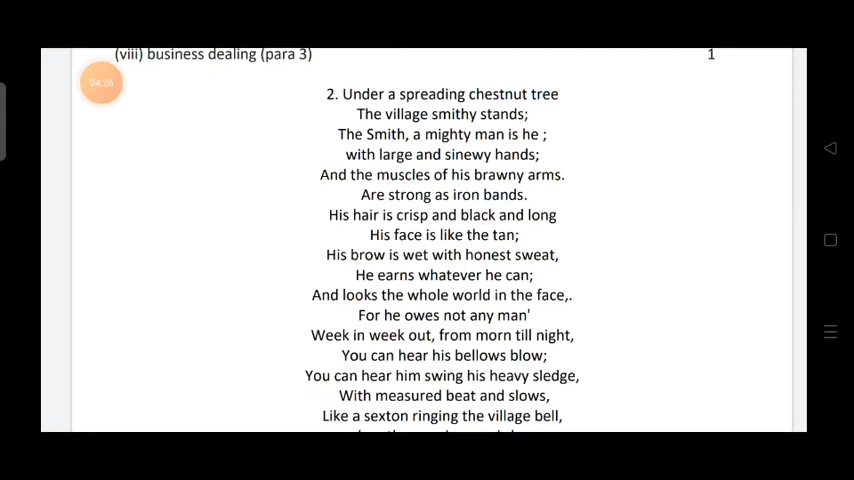 (viii) business dealing (para 3) 1
04:26
2. Under a spreading chestnut tree
The village smithy stands;
The Smith, a mighty man is he ;
with large and sinewy hands;
And the muscles of his brawny arms.
Are strong as iron bands.
His hair is crisp and black and long
His face is like the tan;
His brow is wet with honest sweat,
He earns whatever he can;
And looks the whole world in the face,.
For he owes not any man'
Week in week out, from morn till night,
You can hear his bellows blow;
You can hear him swing his heavy sledge,
With measured beat and slows,
Like a sexton ringing the village bell,